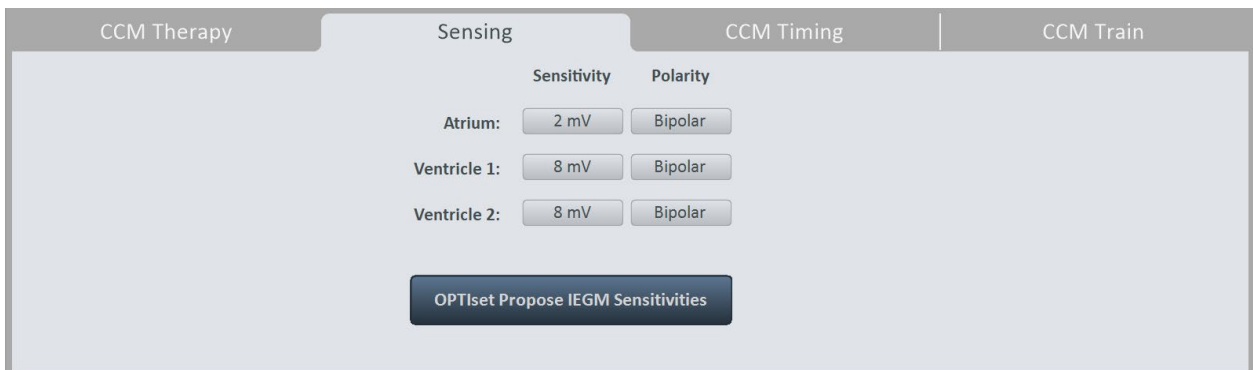 CCM Therapy Sensing CCM Timing CCM Train
Sensitivity Polarity
Atrium: 2 mV Bipolar
Ventricle 1: 8 mV Bipolar
Ventricle 2: 8 mV Bipolar
OPTIset Propose IEGM Sensitivities